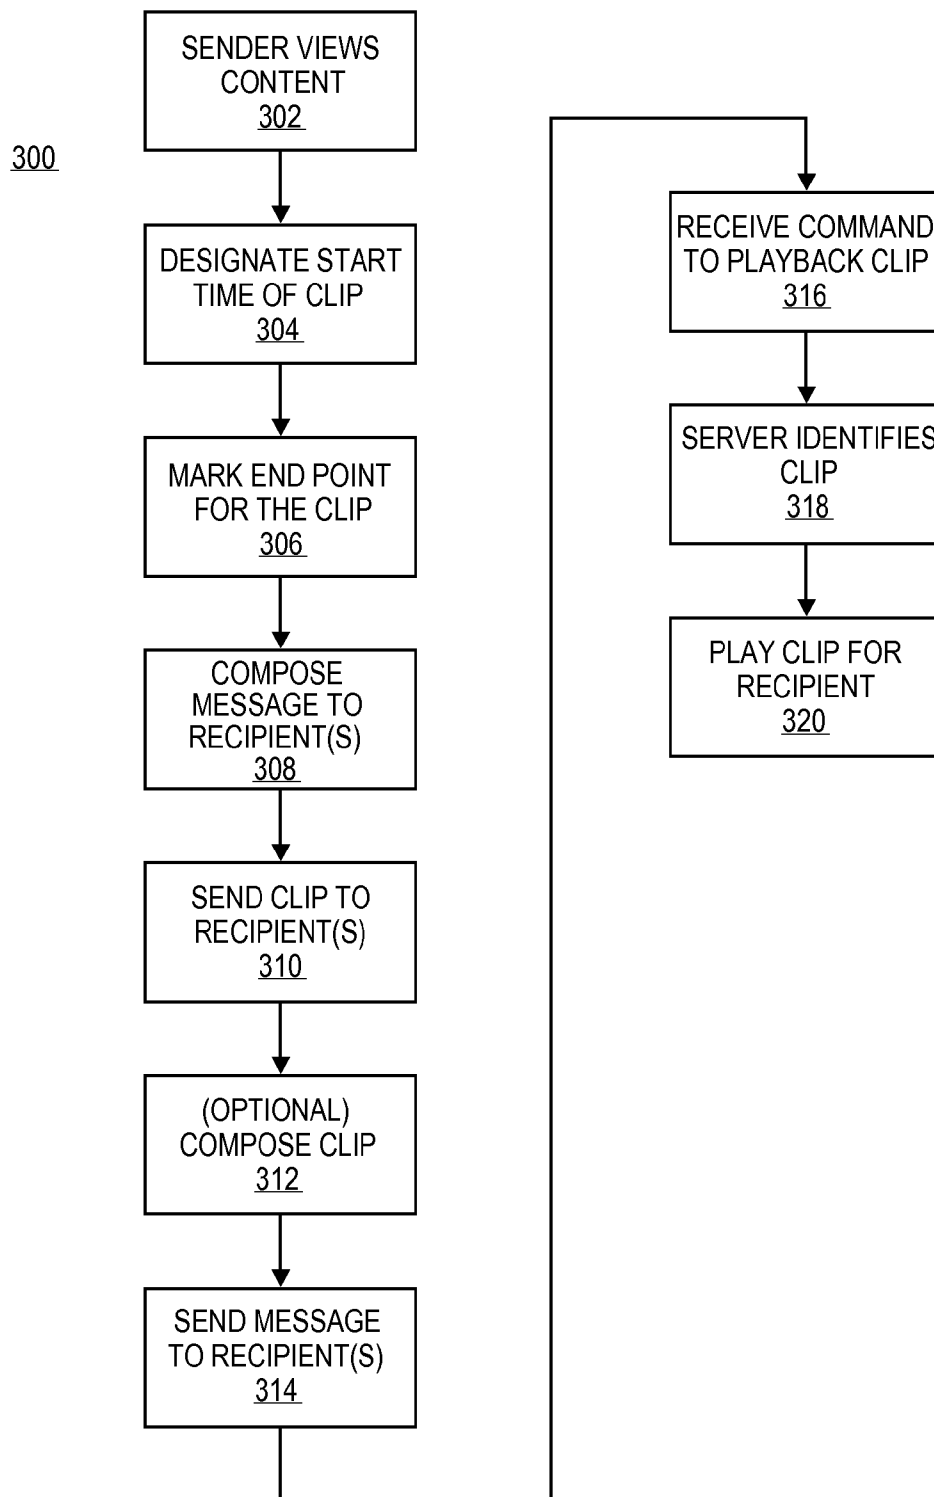 300
SENDER VIEWS
CONTENT
302
DESIGNATE START
TIME OF CLIP
304
MARK END POINT
FOR THE CLIP
306
COMPOSE
MESSAGE TO
RECIPIENT(S)
308
SEND CLIP TO
RECIPIENT(S)
310
(OPTIONAL)
COMPOSE CLIP
312
SEND MESSAGE
TO RECIPIENT(S)
314
RECEIVE COMMAND
TO PLAYBACK CLIP
316
SERVER IDENTIFIES
CLIP
318
PLAY CLIP FOR
RECIPIENT
320